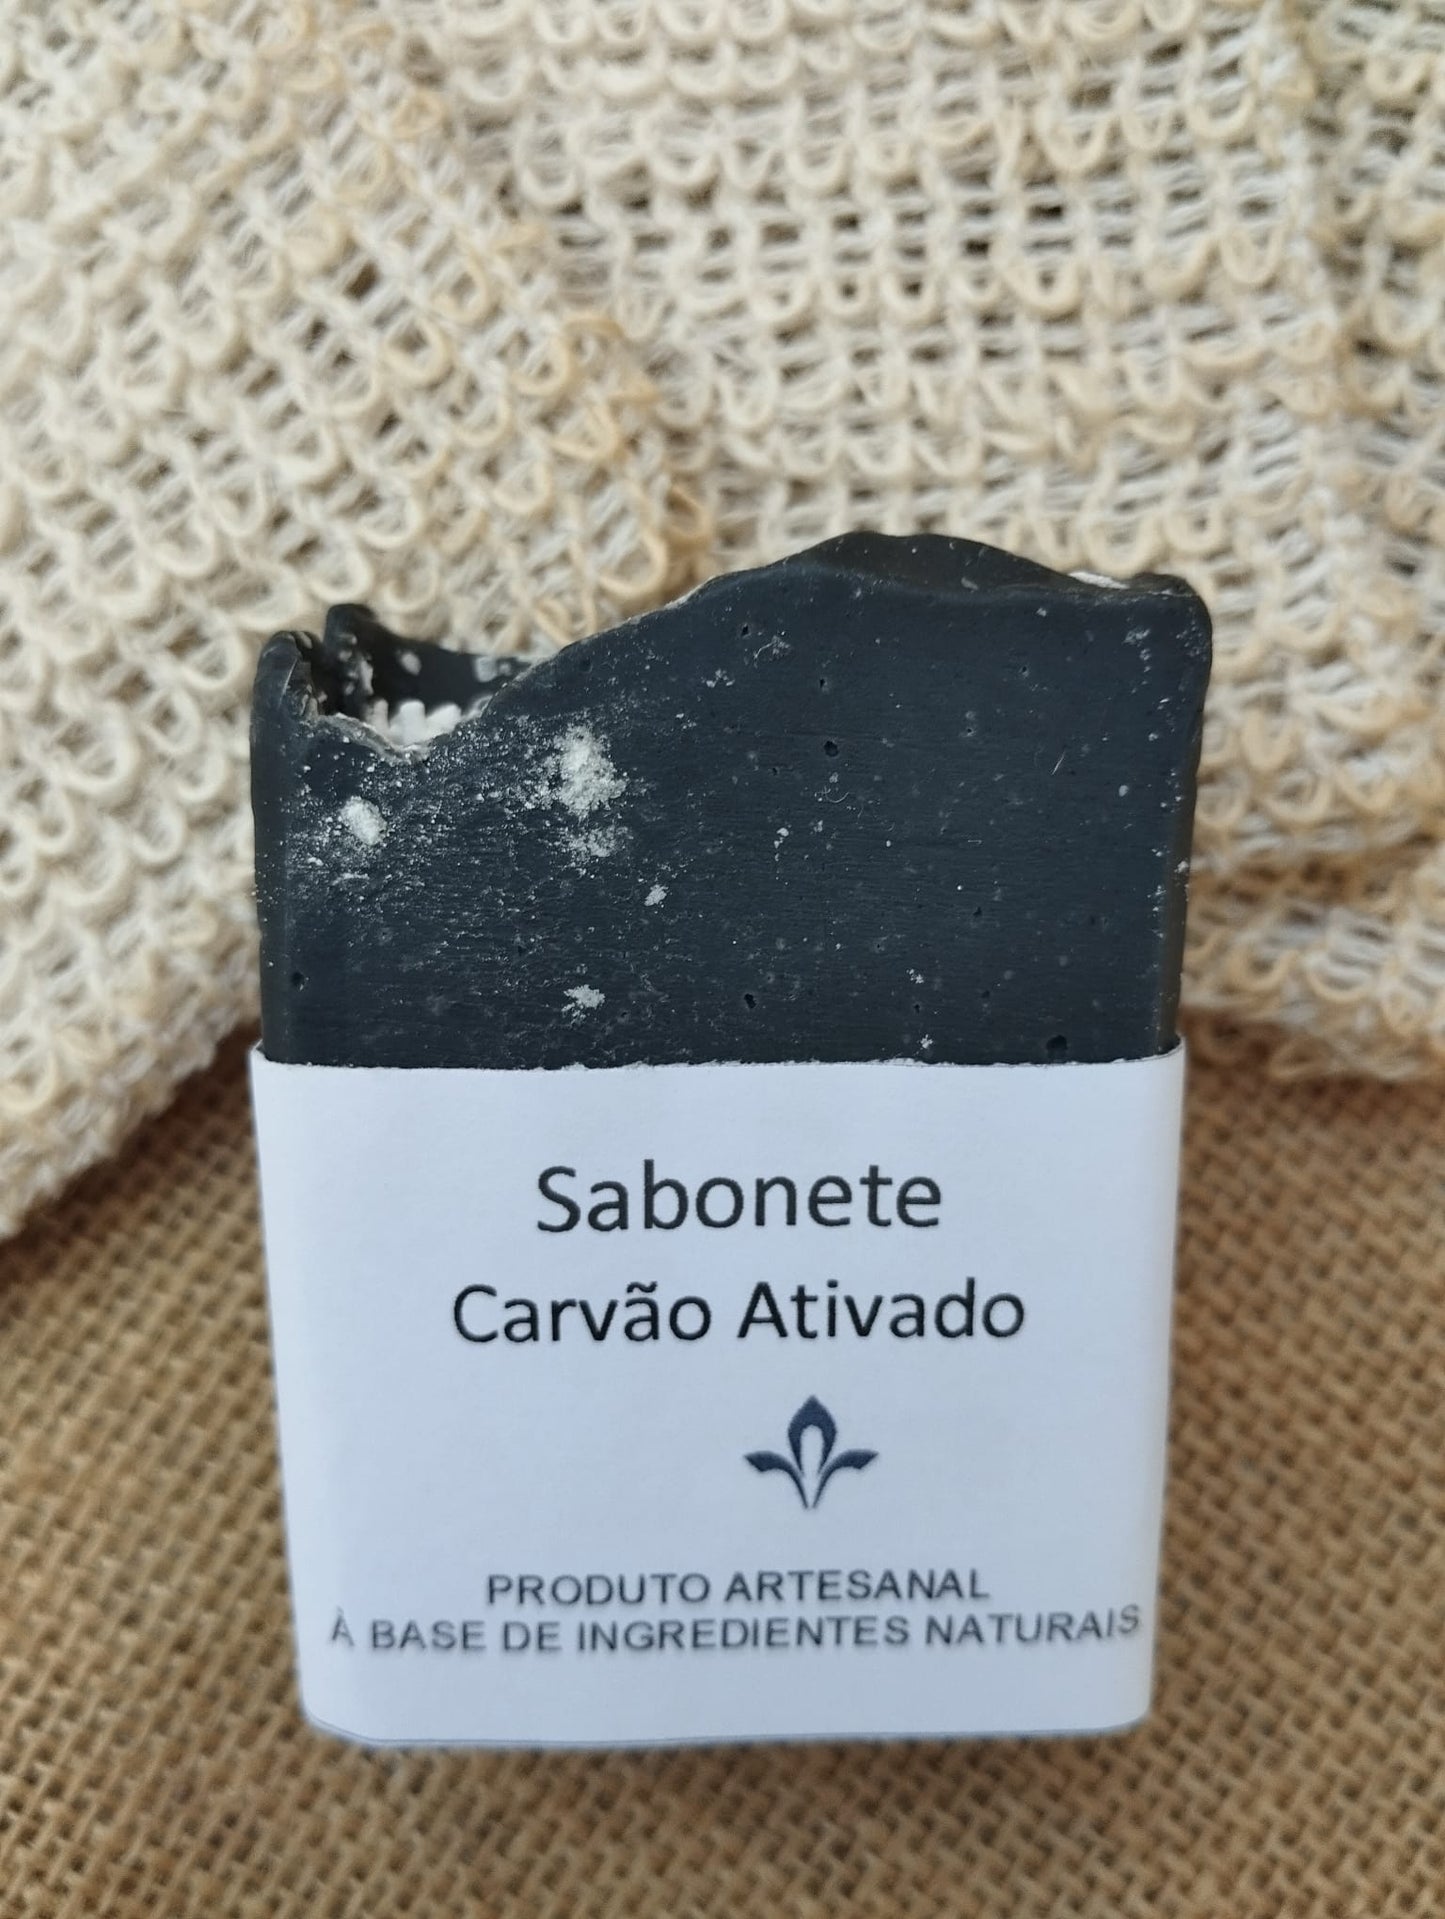 Sabonete
Carvão Ativado
PRODUTO ARTESANAL
À BASE DE INGREDIENTES NATURAIS